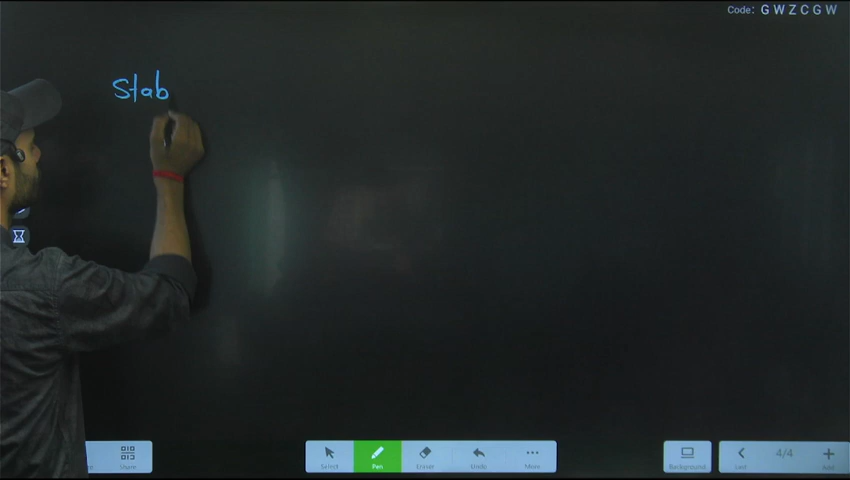 Code: GWZCGW
Stab
Share
Select
Pen
Eraser
Undo
More
Background
Last
4/4
Add